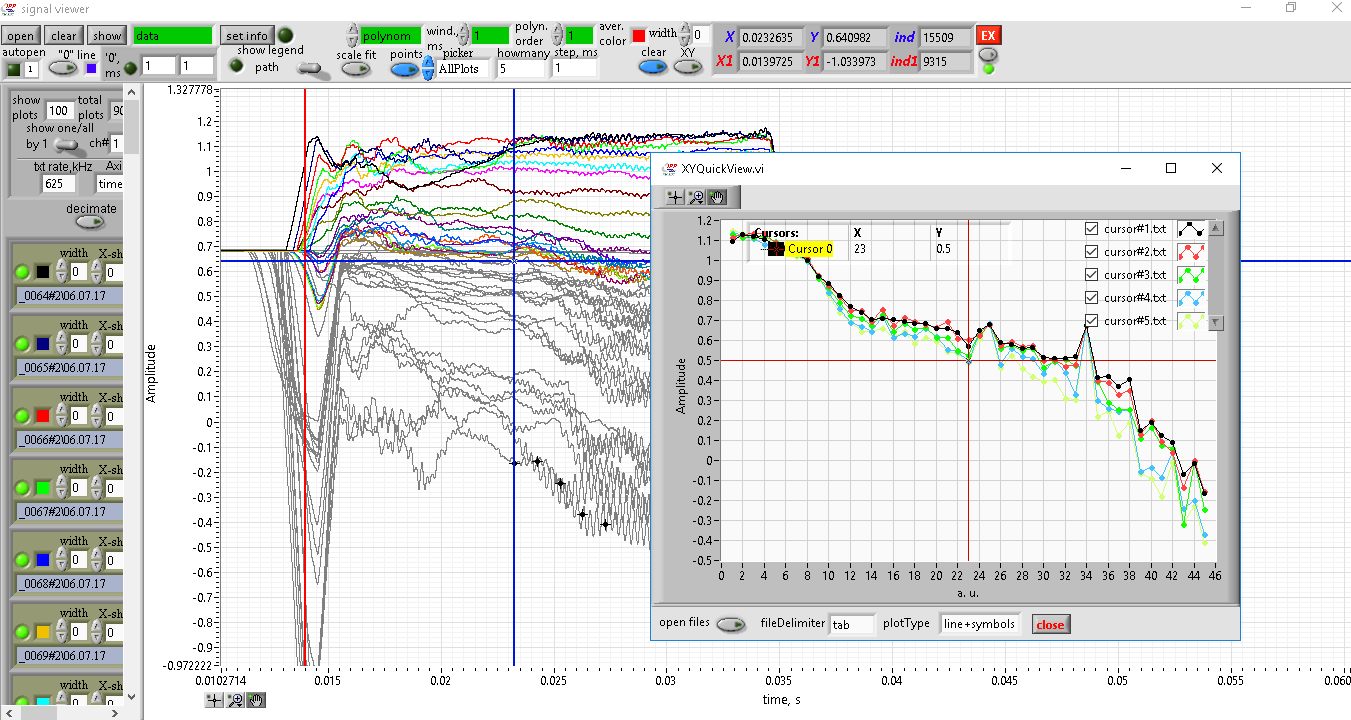 signal viewer
open clear show data set info
autopen "0" line '0', ms
1 1 1
show legend
path
polynom wind., ms 1 polyn. order 1 aver. color width 0
scale fit points picker howmany step, ms clear XY
AllPlots 5 1
X 0.0232635 Y 0.640982 ind 15509 EX
X1 0.0139725 Y1 -1.033973 ind1 9315
show plots 100 total plots 90
show one/all
by 1 ch# 1
txt rate,kHz Axi
625 time
decimate
width X-sh
0 0
_0064#2\06.07.17
width X-sh
0 0
_0065#2\06.07.17
width X-sh
0 0
_0066#2\06.07.17
width X-sh
0 0
_0067#2\06.07.17
width X-sh
0 0
_0068#2\06.07.17
width X-sh
0 0
_0069#2\06.07.17
width X-sh
0 0
Amplitude
1.327778
1.2
1.1
1
0.9
0.8
0.7
0.6
0.5
0.4
0.3
0.2
0.1
0
-0.1
-0.2
-0.3
-0.4
-0.5
-0.6
-0.7
-0.8
-0.9
-0.972222
0.0102714 0.015 0.02 0.025 0.03 0.035 0.04 0.045 0.05 0.055 0.060
time, s
XYQuickView.vi
Cursors: X Y
Cursor 0 23 0.5
cursor#1.txt
cursor#2.txt
cursor#3.txt
cursor#4.txt
cursor#5.txt
Amplitude
1.2
1.1
1
0.9
0.8
0.7
0.6
0.5
0.4
0.3
0.2
0.1
0
-0.1
-0.2
-0.3
-0.4
-0.5
0 2 4 6 8 10 12 14 16 18 20 22 24 26 28 30 32 34 36 38 40 42 44 46
a. u.
open files fileDelimiter tab plotType line+symbols close